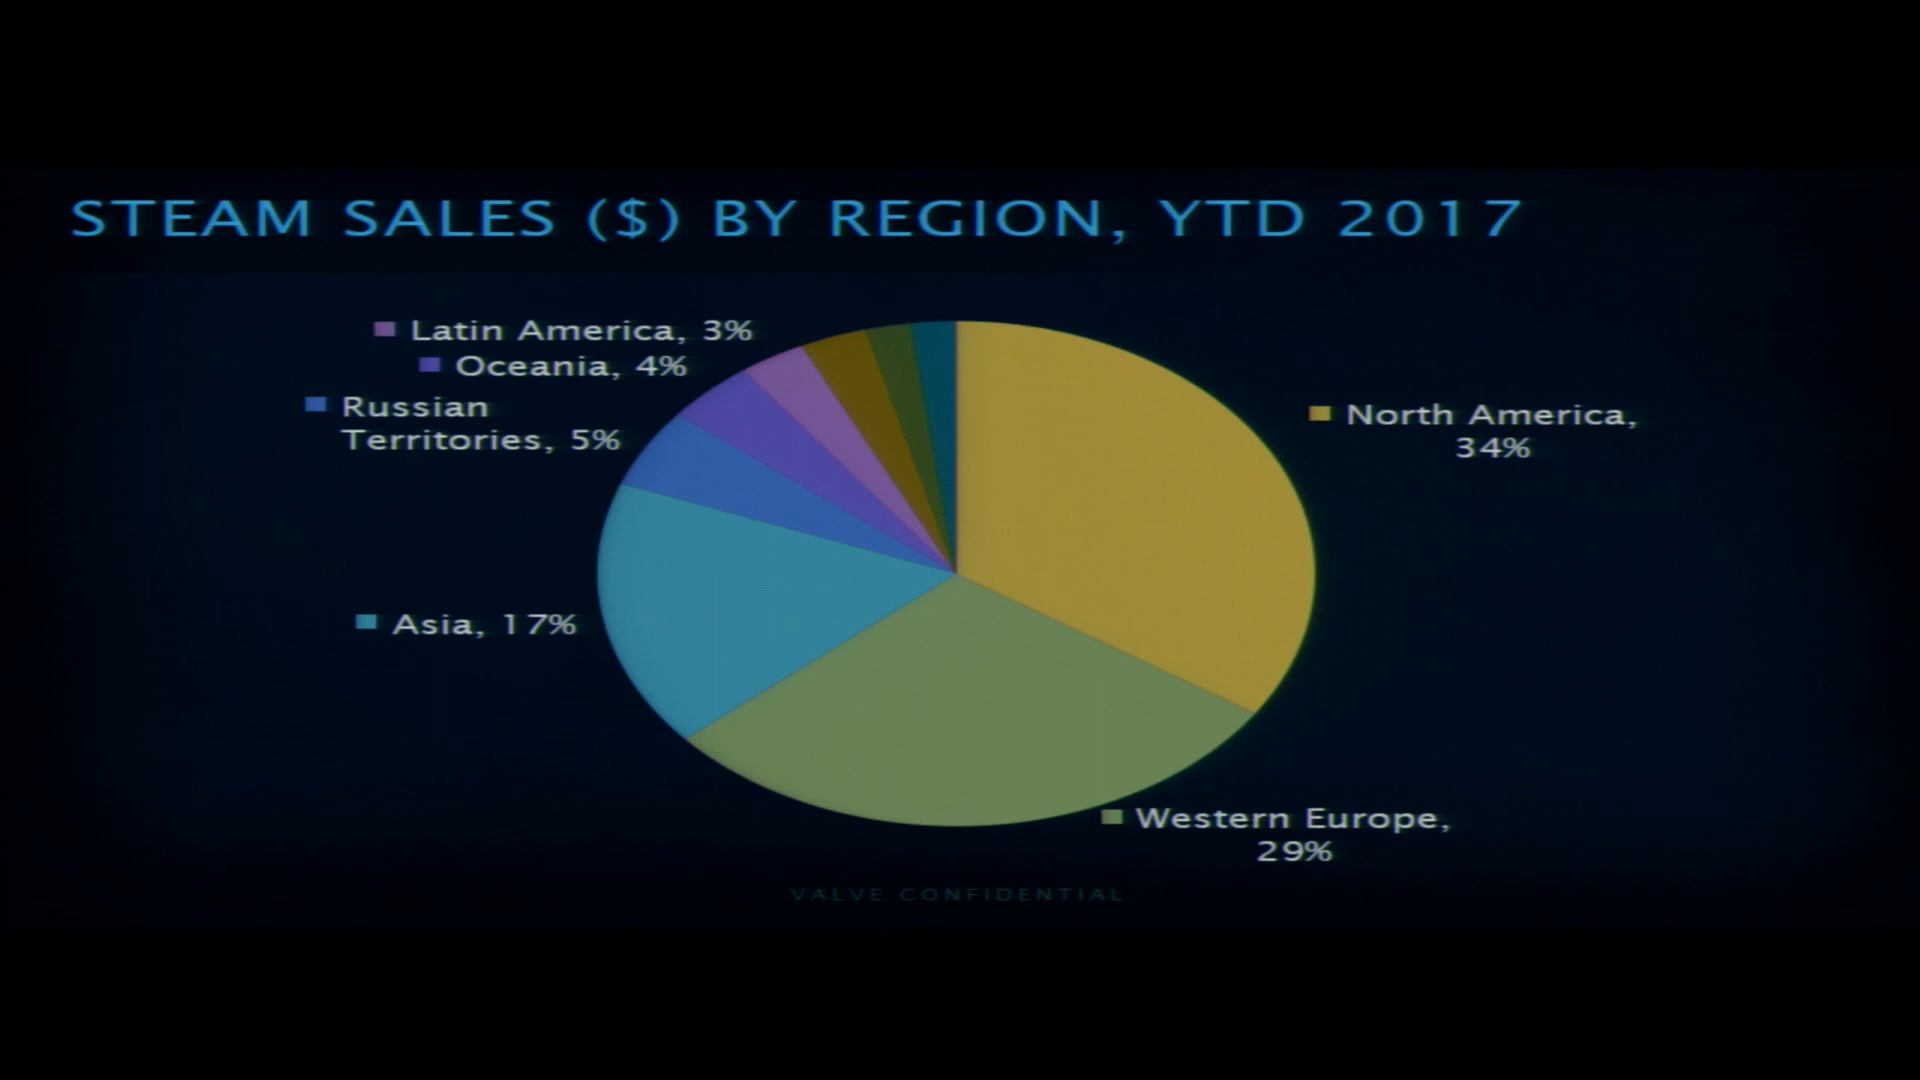 STEAM SALES ($) BY REGION, YTD 2017
Latin America, 3%
Oceania, 4%
Russian
Territories, 5%
North America,
34%
Asia, 17%
Western Europe,
29%
VALVE CONFIDENTIAL